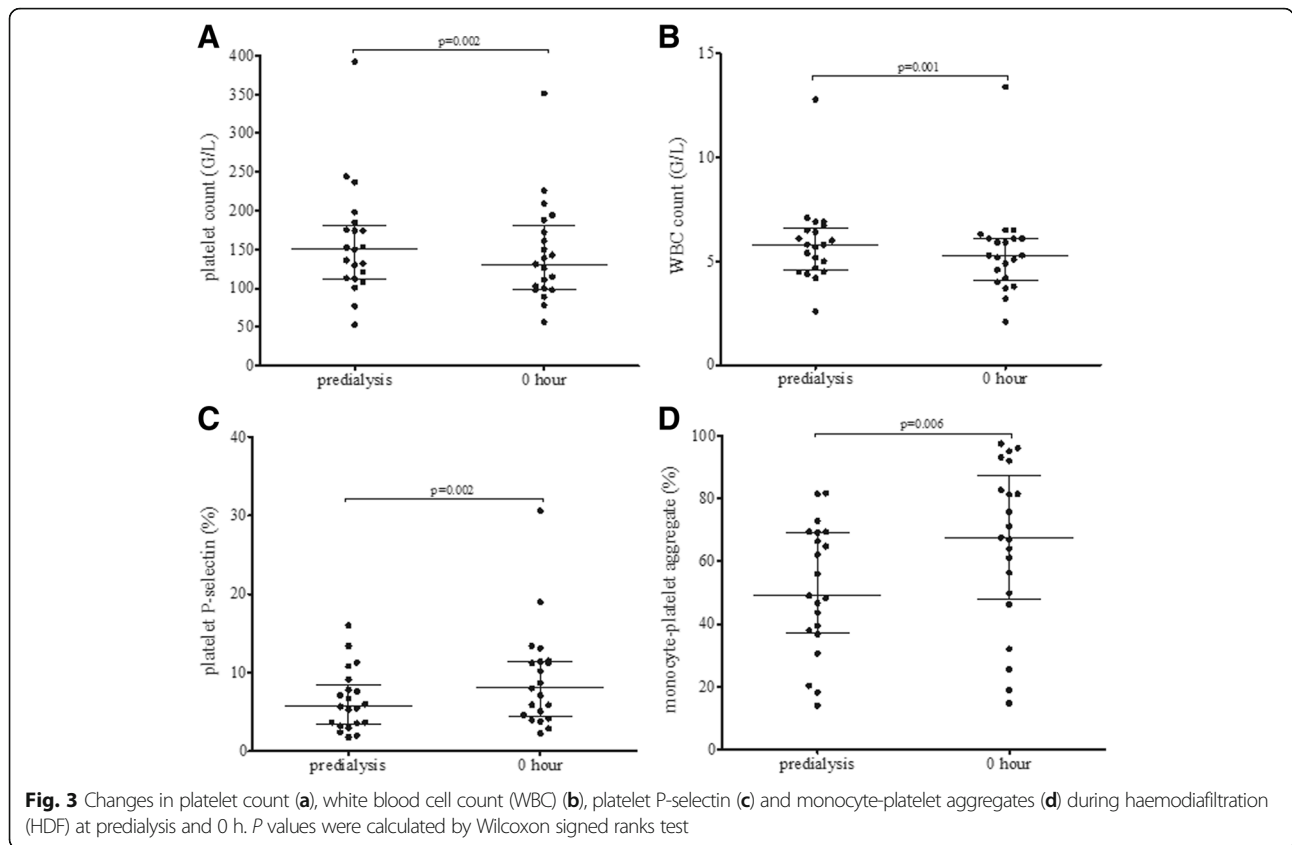 A
p=0.002
400
350
300
250
200
150
100
50
0
platelet count (G/L)
predialysis 0 hour
B
p=0.001
15
10
5
0
WBC count (G/L)
predialysis 0 hour
C
p=0.002
40
30
20
10
0
platelet P-selectin (%)
predialysis 0 hour
D
p=0.006
100
80
60
40
20
0
monocyte-platelet aggregate (%)
predialysis 0 hour
Fig. 3 Changes in platelet count (a), white blood cell count (WBC) (b), platelet P-selectin (c) and monocyte-platelet aggregates (d) during haemodiafiltration
(HDF) at predialysis and 0 h. P values were calculated by Wilcoxon signed ranks test